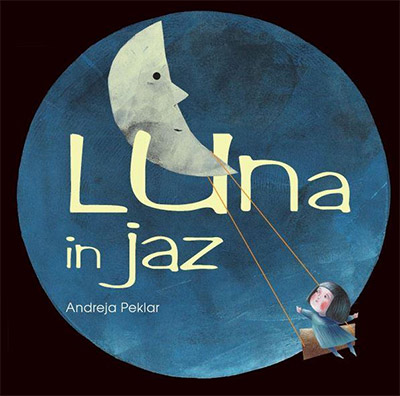 Luna
in jaz
Andreja Peklar